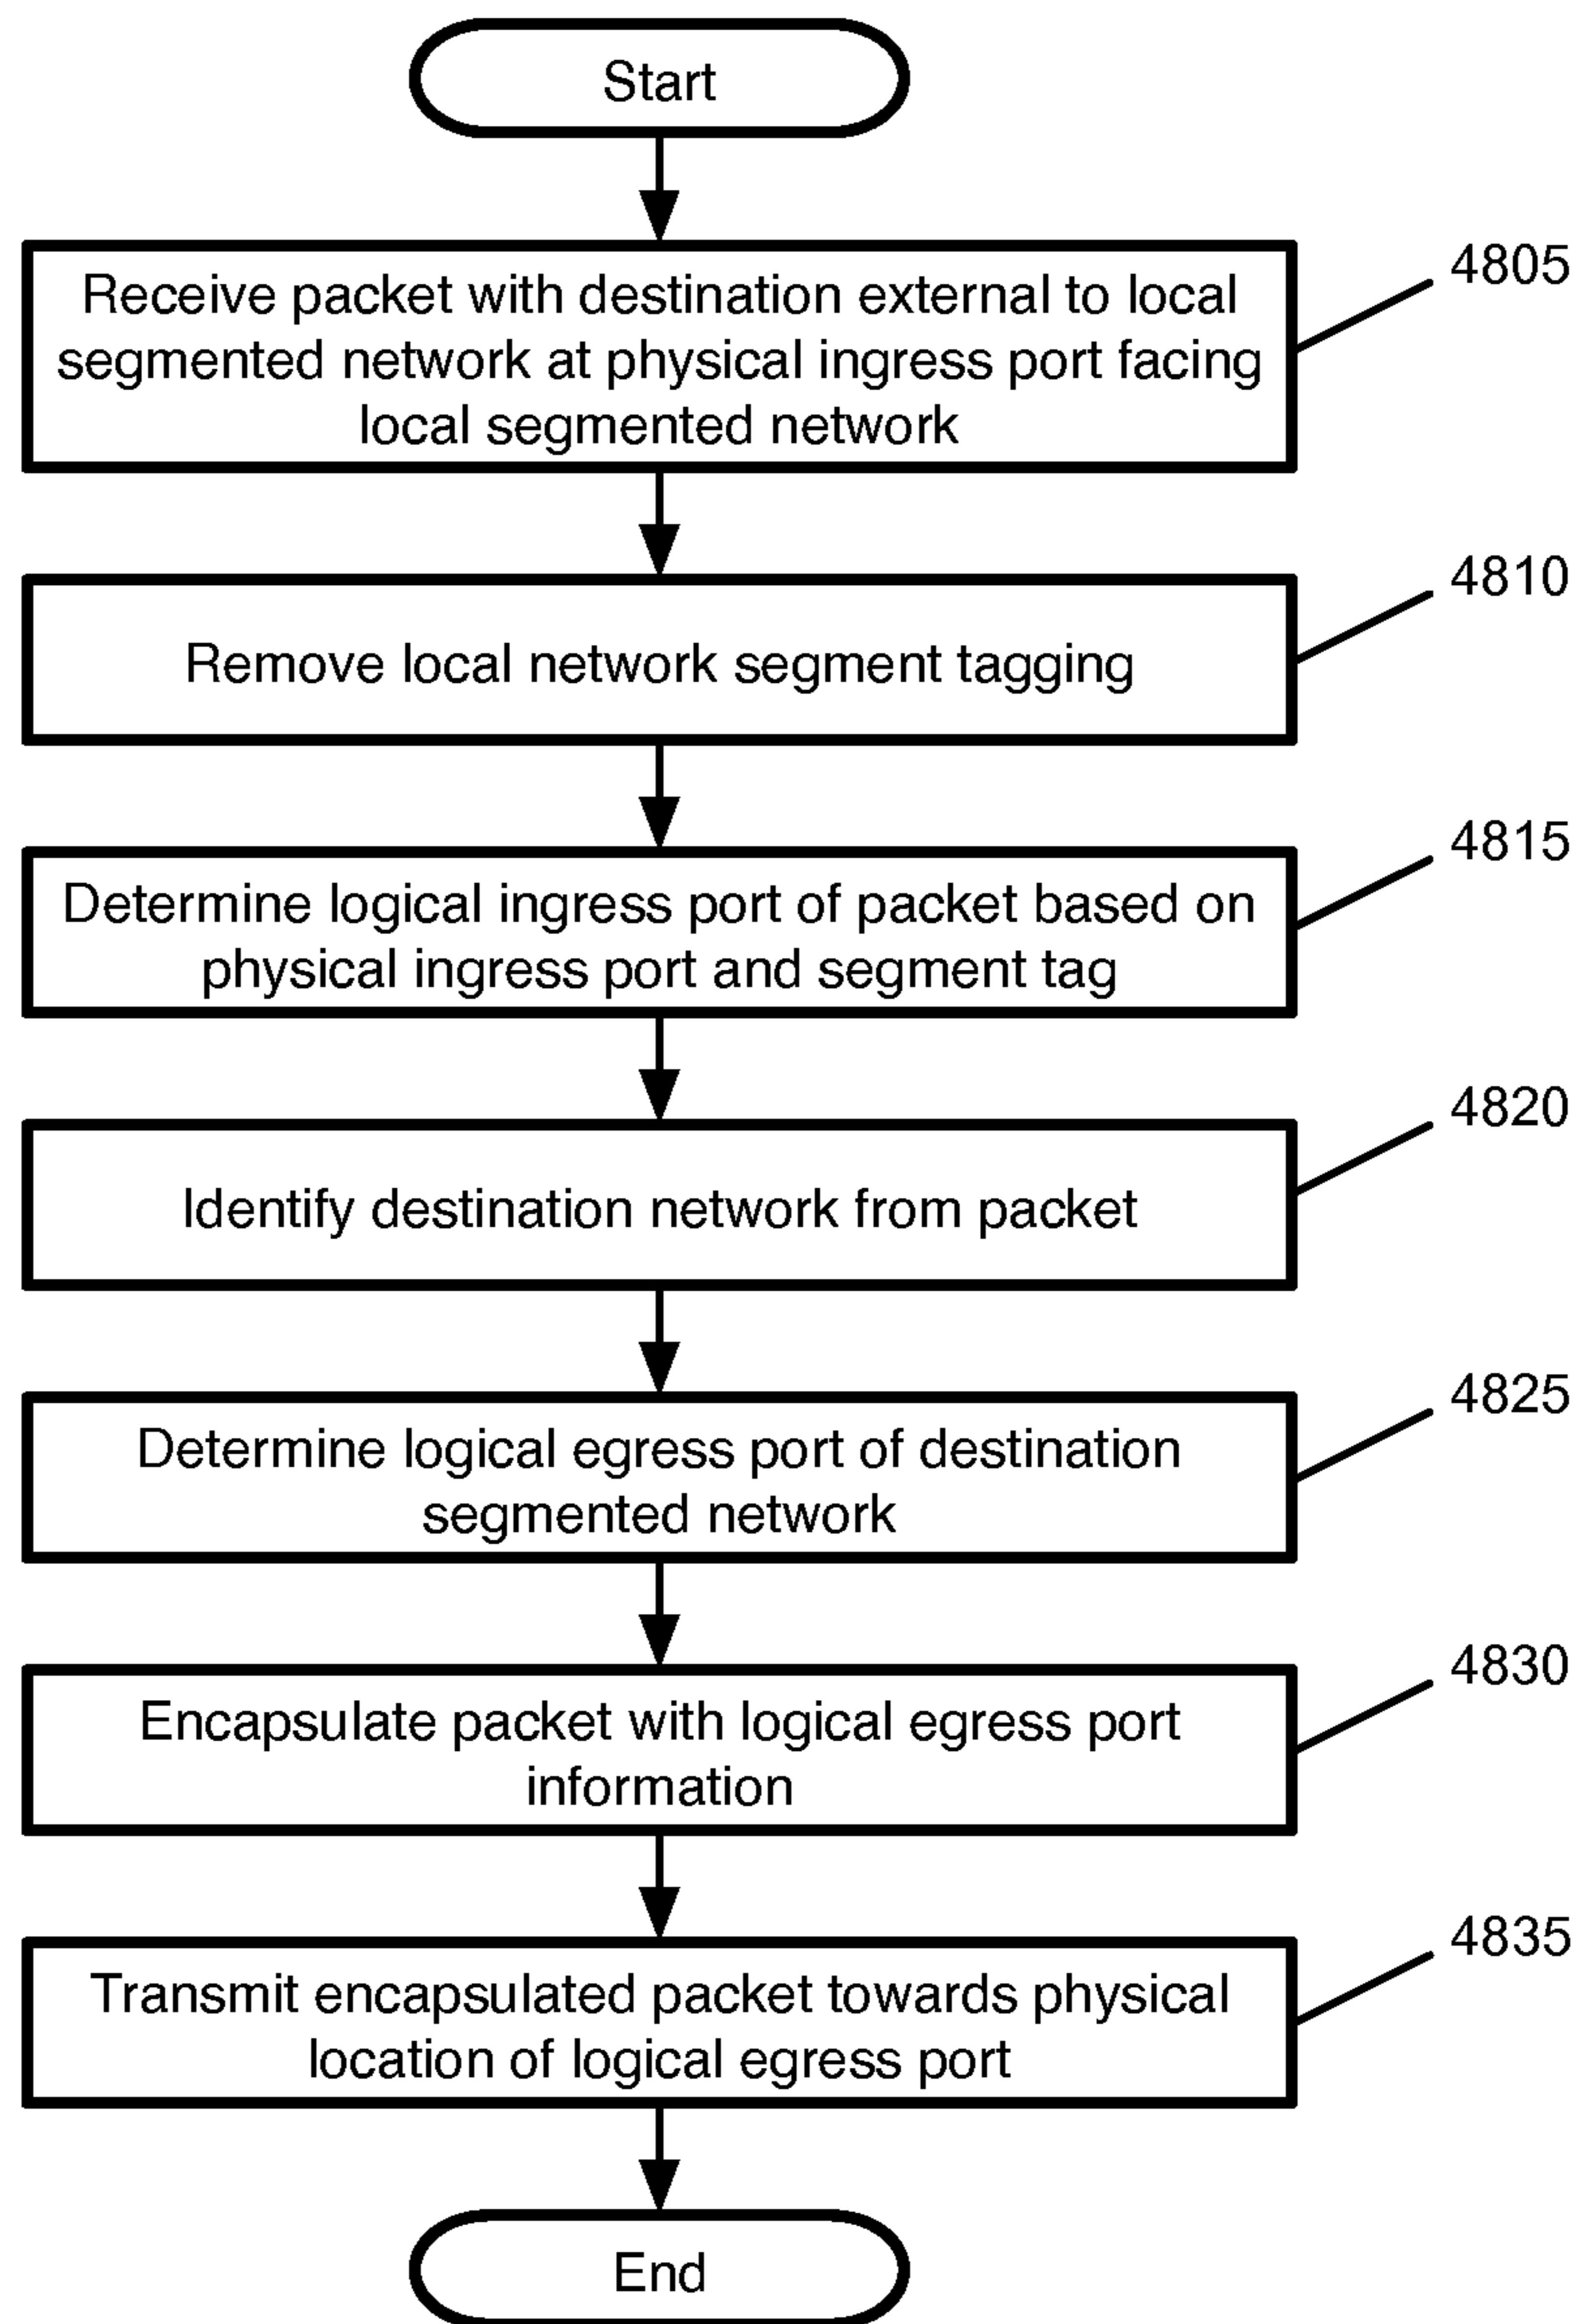 Start
Receive packet with destination external to local
segmented network at physical ingress port facing
local segmented network
4805
Remove local network segment tagging
4810
Determine logical ingress port of packet based on
physical ingress port and segment tag
4815
Identify destination network from packet
4820
Determine logical egress port of destination
segmented network
4825
Encapsulate packet with logical egress port
information
4830
Transmit encapsulated packet towards physical
location of logical egress port
4835
End